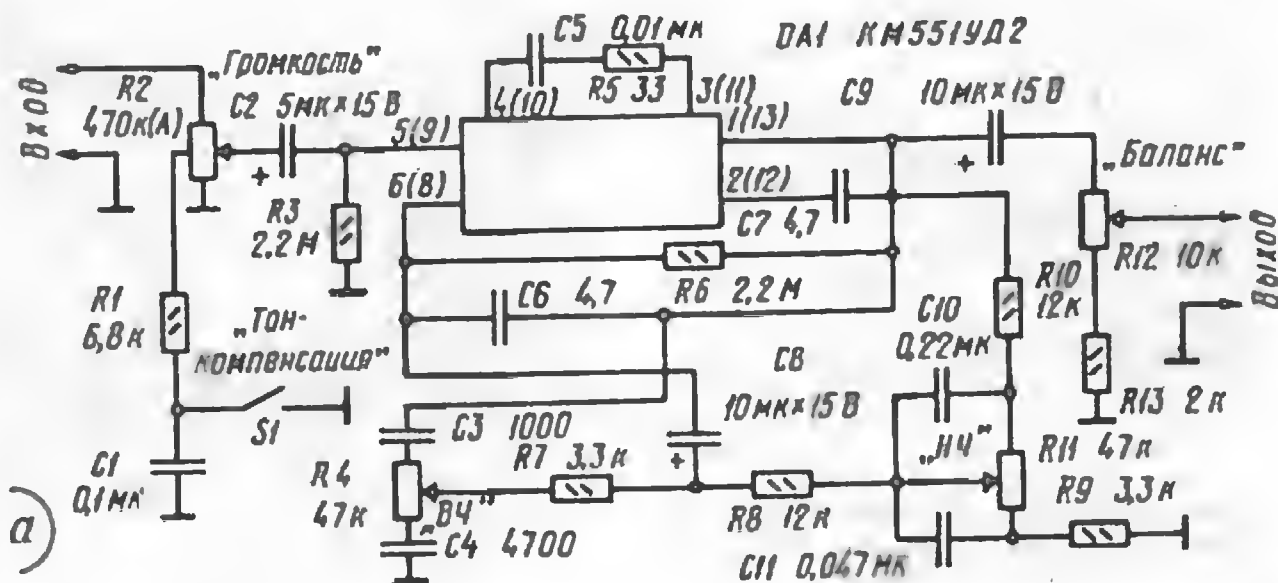 C5 0,01мк
DA1 КМ551УД2
„Громкость"
R2
470к(А)
C2 5мк×15 В
R5 33
C9 10мк×15 В
Вход
4(10)
3(11)
5(9)
1(13)
6(8)
2(12)
„Баланс"
R3
2,2 М
C7 4,7
R12 10к
Выход
R1
6,8к
C6 4,7
R6 2,2 М
R10
12к
C10
0,22мк
„Тон-
компенсация"
S1
C8
10мк×15 В
R13 2к
C3 1000
R7 3,3к
„НЧ"
R11 47к
C1
0,1мк
R4
47к
„ВЧ"
R8 12к
R9 3,3к
C4 4700
C11 0,047мк
а)
+
+
+